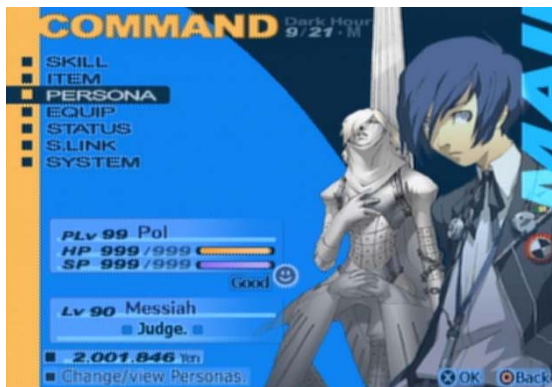 COMMAND
Dark Hour
9/21・M
SKILL
ITEM
PERSONA
EQUIP
STATUS
S.LINK
SYSTEM
MAIN
PLv 99 Pol
HP 999/999
SP 999/999
Good
Lv 90 Messiah
Judge.
2.001.846 Yen
Change/view Personas.
OK Back